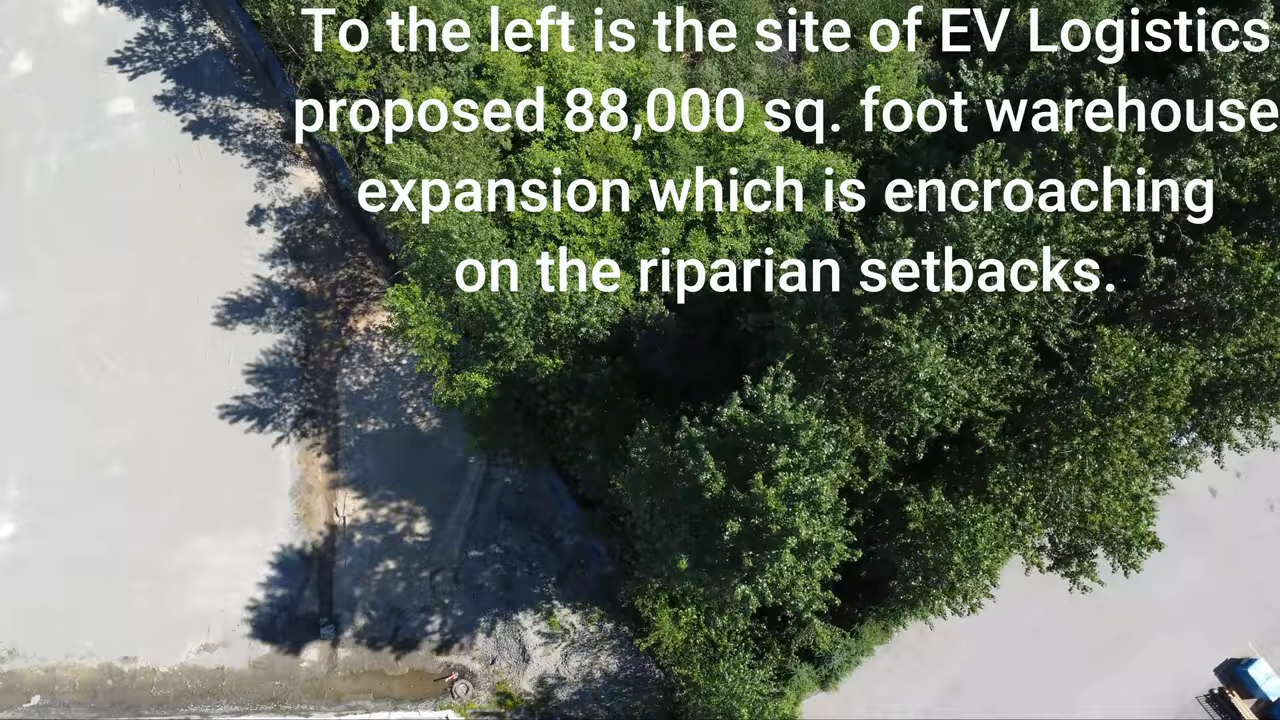 To the left is the site of EV Logistics
proposed 88,000 sq. foot warehouse
expansion which is encroaching
on the riparian setbacks.